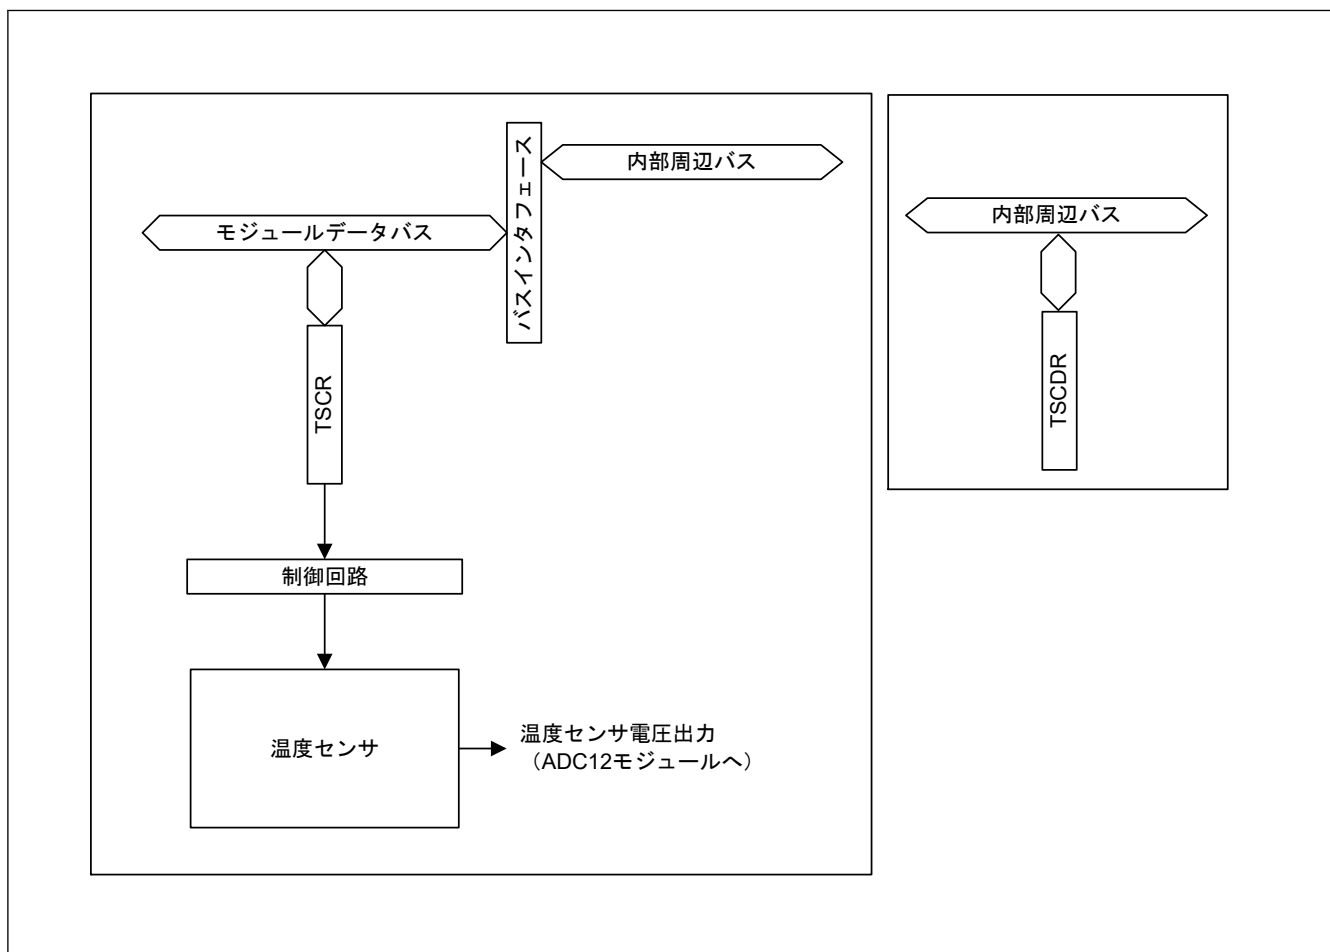 バスインタフェース
内部周辺バス
モジュールデータバス
TSCR
制御回路
温度センサ
温度センサ電圧出力
（ADC12モジュールへ）
内部周辺バス
TSCDR